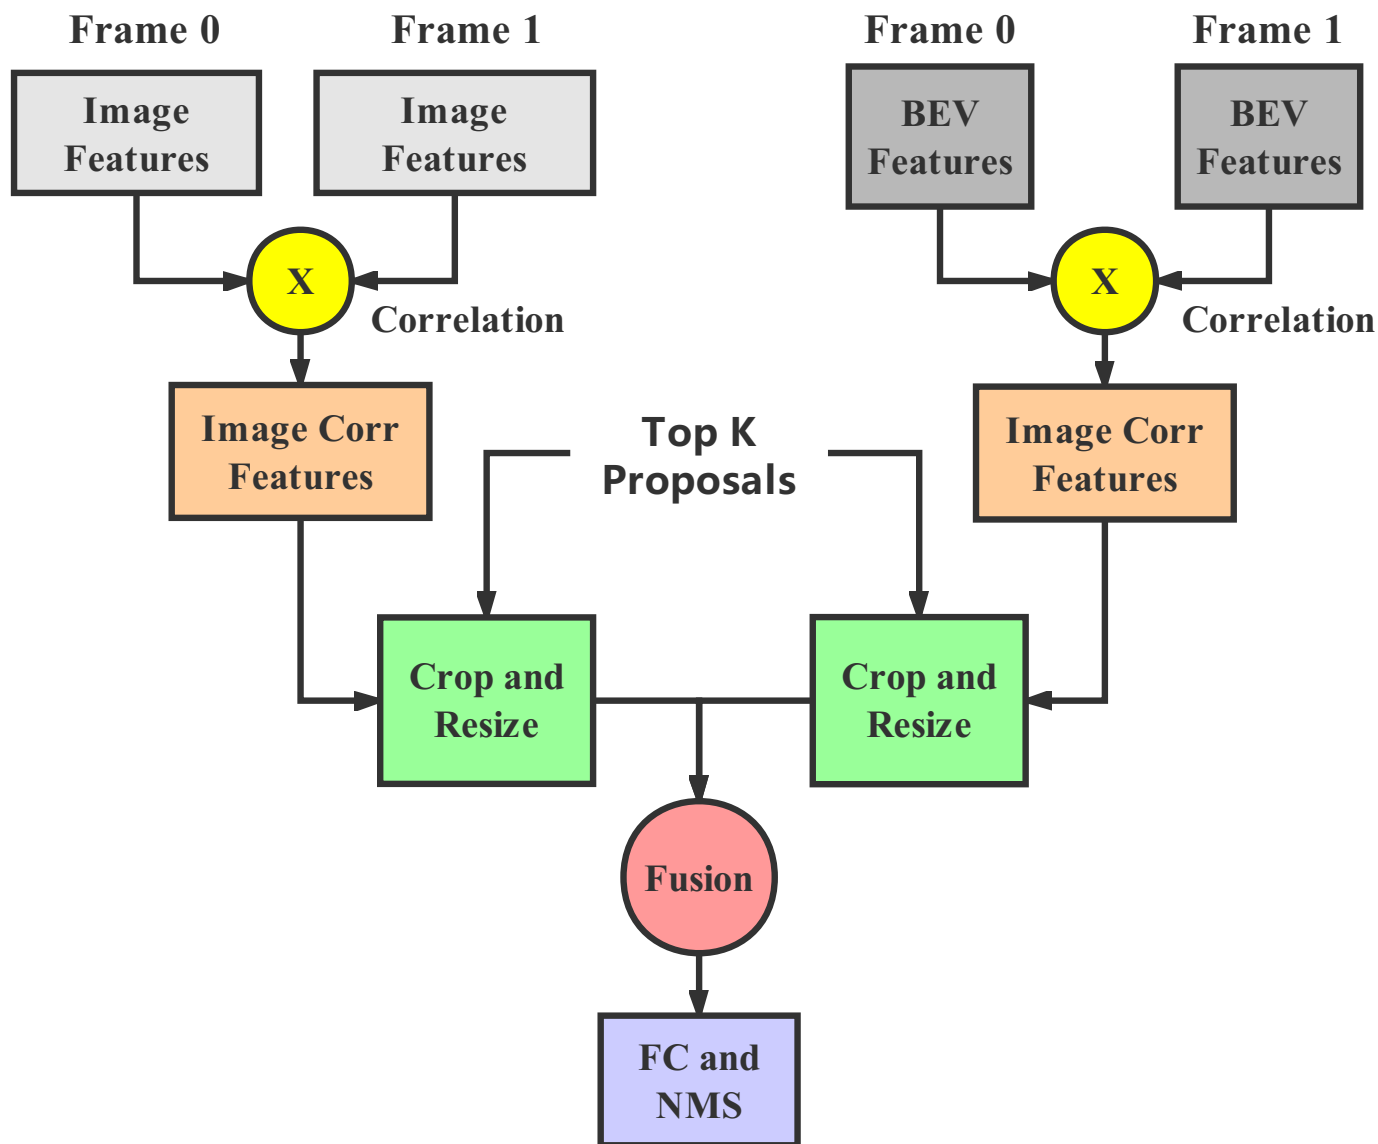 Frame 0
Frame 1
Frame 0
Frame 1
Image
Features
Image
Features
BEV
Features
BEV
Features
X
Correlation
X
Correlation
Image Corr
Features
Top K
Proposals
Image Corr
Features
Crop and
Resize
Crop and
Resize
Fusion
FC and
NMS